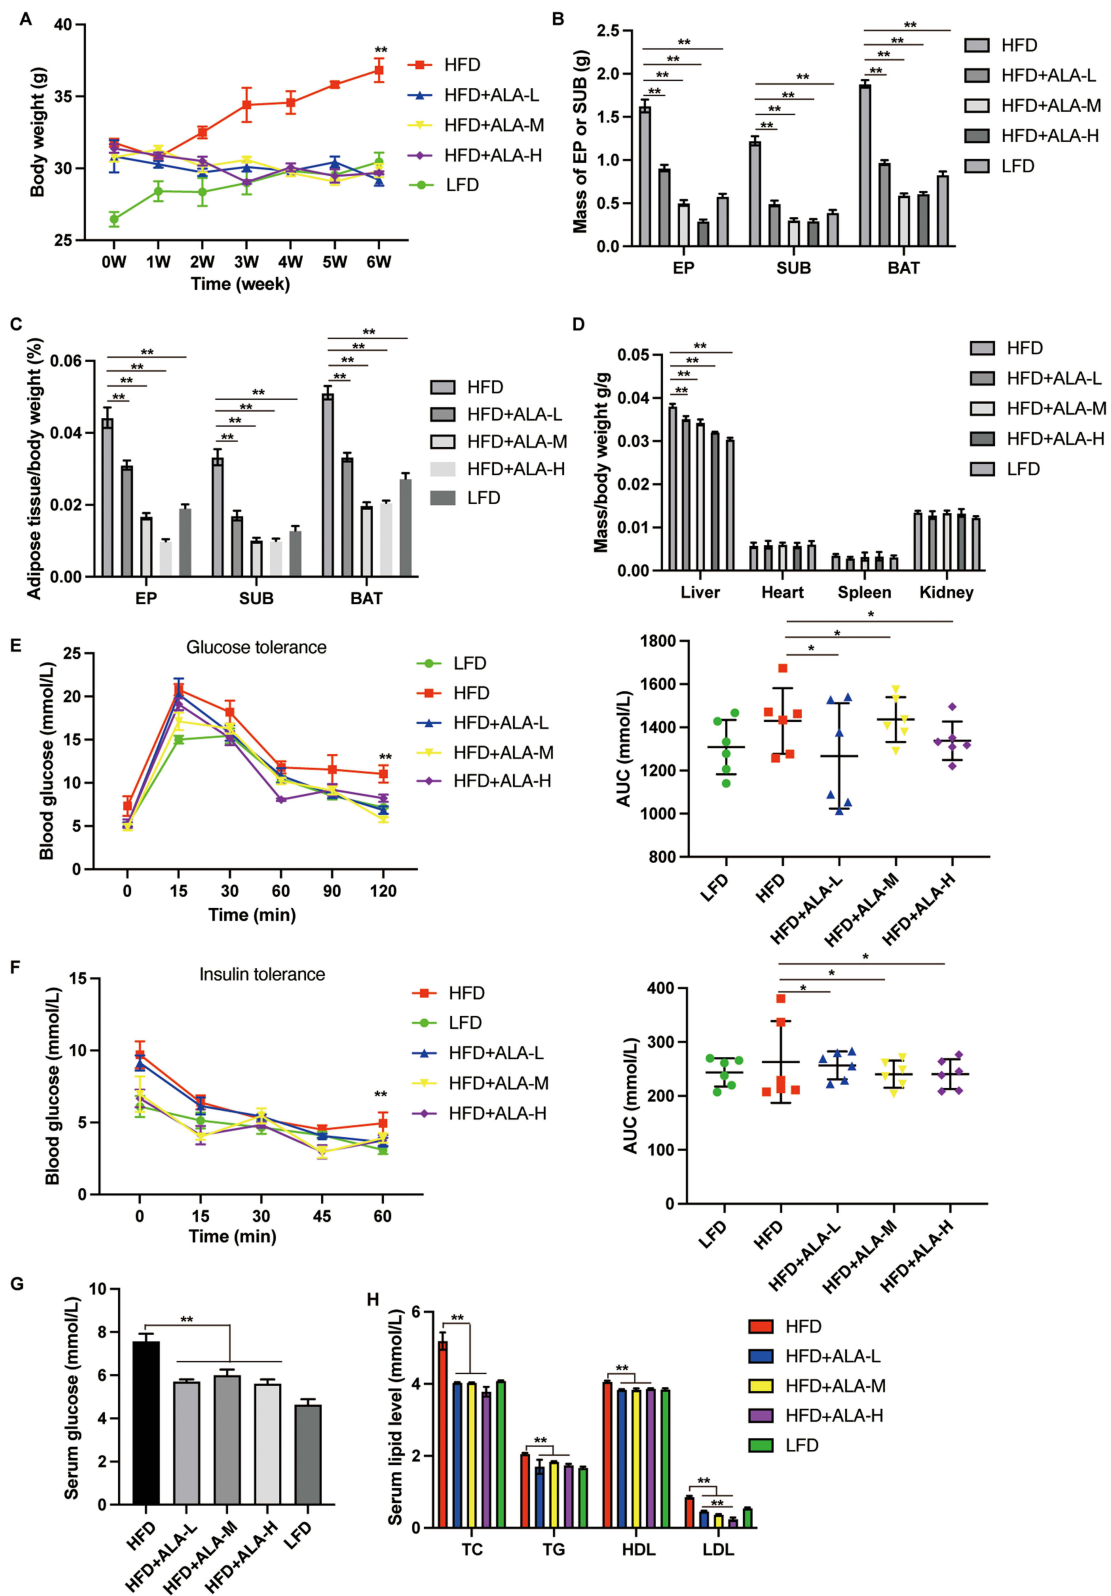 A
Body weight (g)
40
35
30
25
0W 1W 2W 3W 4W 5W 6W
Time (week)
**
HFD
HFD+ALA-L
HFD+ALA-M
HFD+ALA-H
LFD
B
Mass of EP or SUB (g)
2.5
2.0
1.5
1.0
0.5
0.0
** ** **
** ** **
** ** **
** ** **
EP SUB BAT
HFD
HFD+ALA-L
HFD+ALA-M
HFD+ALA-H
LFD
C
Adipose tissue/body weight (%)
0.06
0.04
0.02
0.00
** ** **
** ** **
** ** **
** ** **
EP SUB BAT
HFD
HFD+ALA-L
HFD+ALA-M
HFD+ALA-H
LFD
D
Mass/body weight g/g
0.05
0.04
0.03
0.02
0.01
0.00
**
**
**
**
Liver Heart Spleen Kidney
HFD
HFD+ALA-L
HFD+ALA-M
HFD+ALA-H
LFD
E
Glucose tolerance
Blood glucose (mmol/L)
25
20
15
10
5
0
0 15 30 60 90 120
Time (min)
**
LFD
HFD
HFD+ALA-L
HFD+ALA-M
HFD+ALA-H
AUC (mmol/L)
1800
1600
1400
1200
1000
800
*
*
*
LFD
HFD
HFD+ALA-L
HFD+ALA-M
HFD+ALA-H
F
Insulin tolerance
Blood glucose (mmol/L)
15
10
5
0
0 15 30 45 60
Time (min)
**
HFD
LFD
HFD+ALA-L
HFD+ALA-M
HFD+ALA-H
AUC (mmol/L)
400
300
200
100
0
*
*
*
LFD
HFD
HFD+ALA-L
HFD+ALA-M
HFD+ALA-H
G
Serum glucose (mmol/L)
10
8
6
4
2
0
**
HFD
HFD+ALA-L
HFD+ALA-M
HFD+ALA-H
LFD
H
Serum lipid level (mmol/L)
6
4
2
0
**
**
**
**
**
TC TG HDL LDL
HFD
HFD+ALA-L
HFD+ALA-M
HFD+ALA-H
LFD